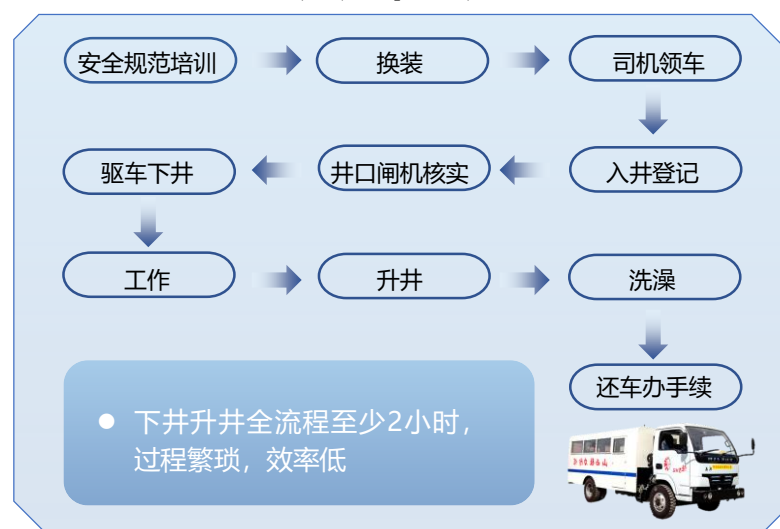 安全规范培训
换装
司机领车
入井登记
井口闸机核实
驱车下井
工作
升井
洗澡
还车办手续
下井升井全流程至少2小时，
过程繁琐，效率低